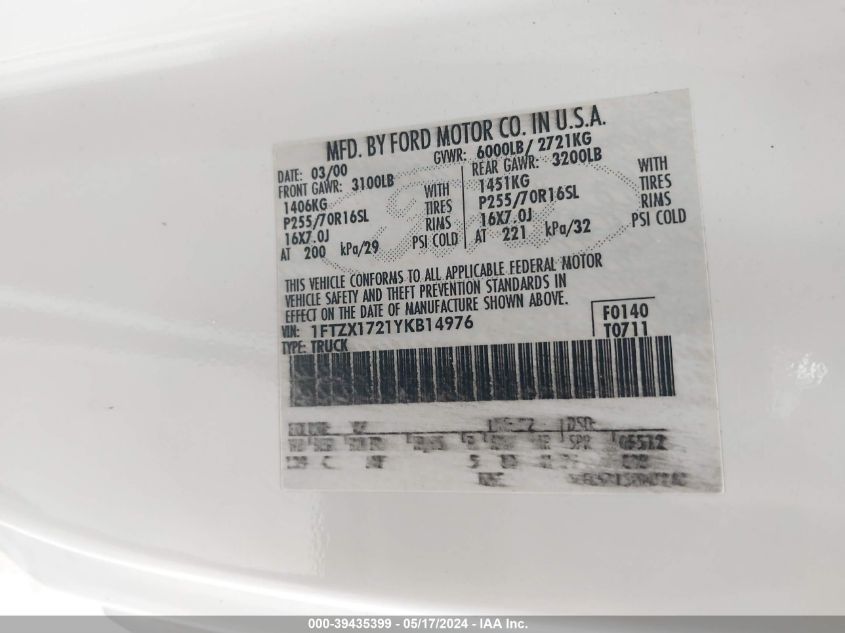 MFD. BY FORD MOTOR CO. IN U.S.A.
DATE: 03/00 GVWR: 6000LB/ 2721KG
FRONT GAWR: 3100LB REAR GAWR: 3200LB
1406KG WITH 1451KG WITH
P255/70R16SL TIRES P255/70R16SL TIRES
16X7.0J RIMS 16X7.0J RIMS
AT 200 kPa/29 PSI COLD AT 221 kPa/32 PSI COLD
THIS VEHICLE CONFORMS TO ALL APPLICABLE FEDERAL MOTOR
VEHICLE SAFETY AND THEFT PREVENTION STANDARDS IN
EFFECT ON THE DATE OF MANUFACTURE SHOWN ABOVE.
VIN: 1FTZX1721YKB14976 F0140
TYPE: TRUCK T0711
DSO:
SPR
000-39435399 - 05/17/2024 - IAA Inc.